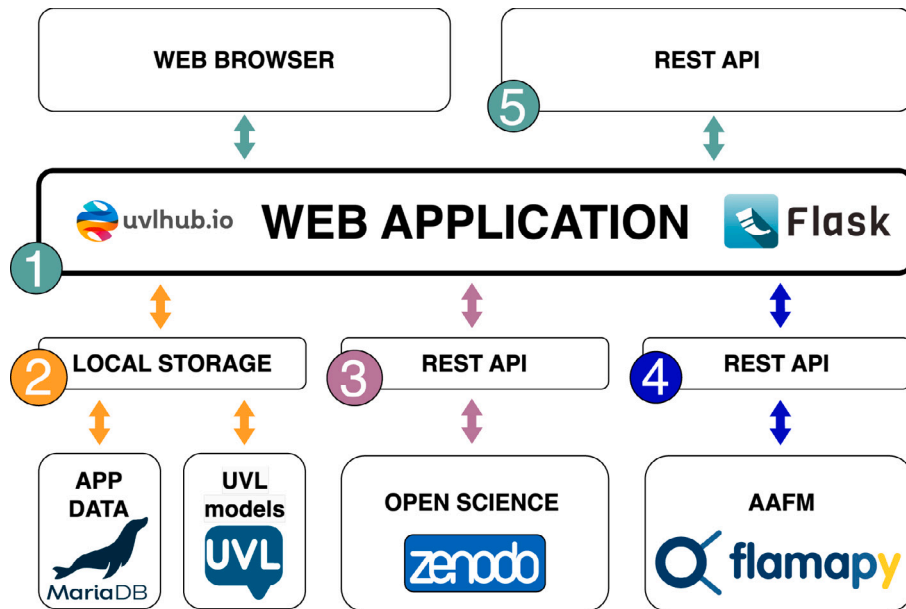 WEB BROWSER
REST API
5
uvlhub.io
WEB APPLICATION
Flask
1
2
LOCAL STORAGE
3
REST API
4
REST API
APP
DATA
MariaDB
UVL
models
UVL
OPEN SCIENCE
zenodo
AAFM
flamapy